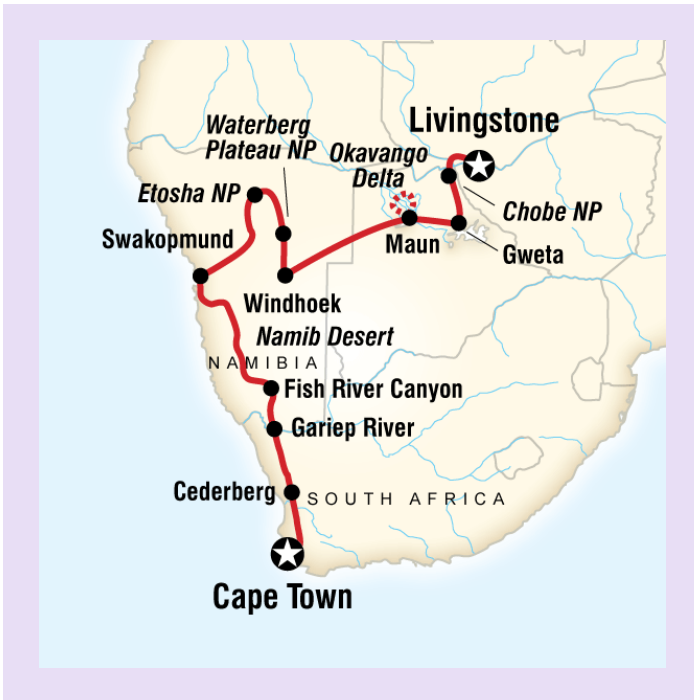 Livingstone
Waterberg
Plateau NP
Okavango
Delta
Etosha NP
Chobe NP
Swakopmund
Maun
Gweta
Windhoek
Namib Desert
NAMIBIA
Fish River Canyon
Gariep River
Cederberg
SOUTH AFRICA
Cape Town